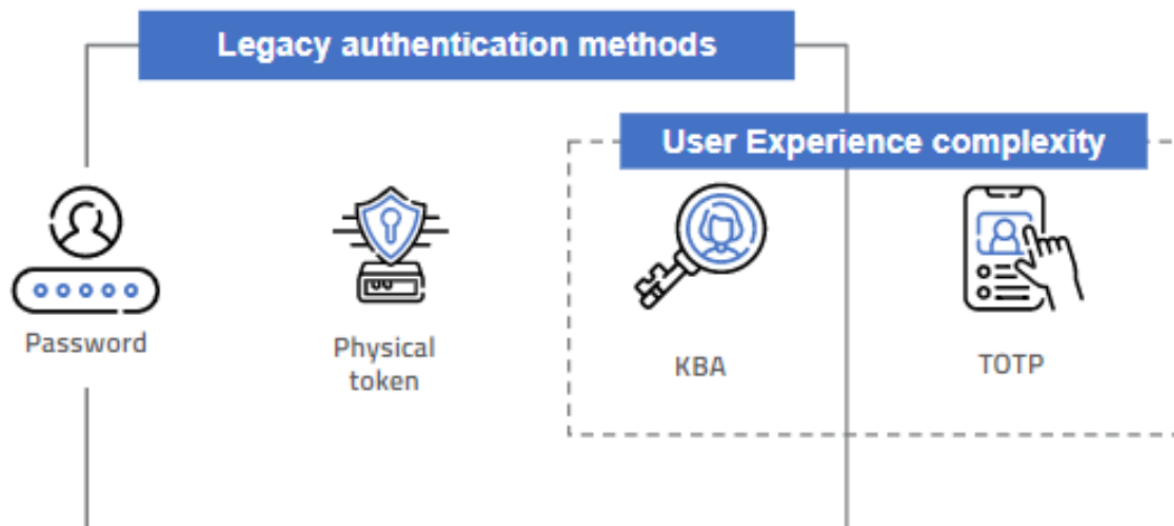 Legacy authentication methods
User Experience complexity
Password
Physical
token
KBA
TOTP